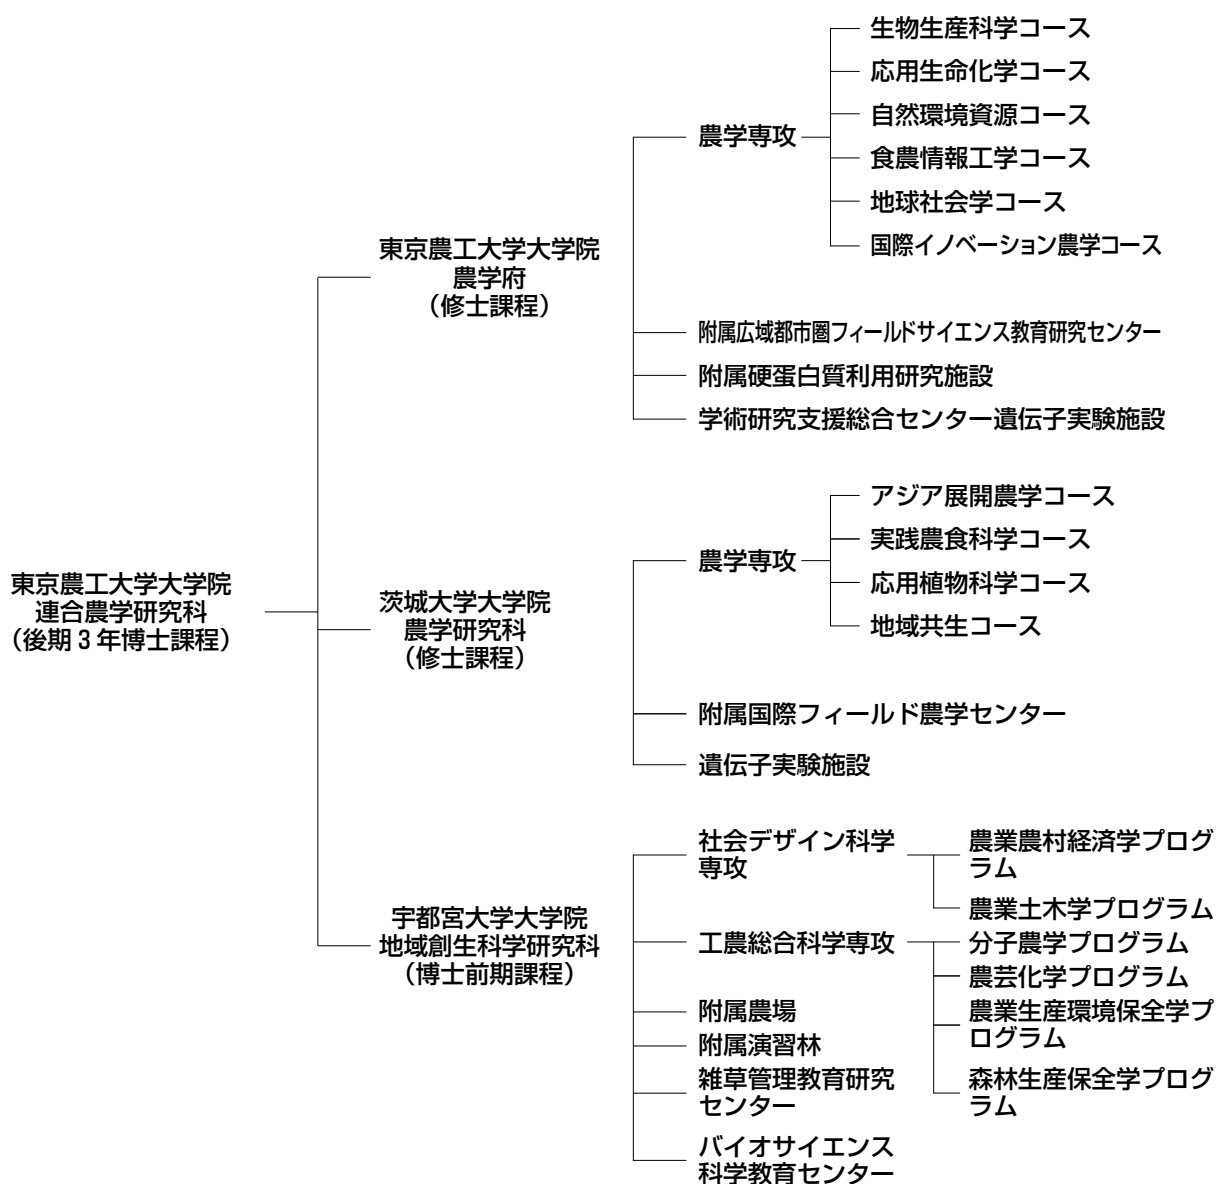 東京農工大学大学院
連合農学研究科
（後期3年博士課程）
東京農工大学大学院
農学府
（修士課程）
農学専攻
生物生産科学コース
応用生命化学コース
自然環境資源コース
食農情報工学コース
地球社会学コース
国際イノベーション農学コース
附属広域都市圏フィールドサイエンス教育研究センター
附属硬蛋白質利用研究施設
学術研究支援総合センター遺伝子実験施設
茨城大学大学院
農学研究科
（修士課程）
農学専攻
アジア展開農学コース
実践農食科学コース
応用植物科学コース
地域共生コース
附属国際フィールド農学センター
遺伝子実験施設
宇都宮大学大学院
地域創生科学研究科
（博士前期課程）
社会デザイン科学
専攻
農業農村経済学プログ
ラム
農業土木学プログラム
工農総合科学専攻
分子農学プログラム
農芸化学プログラム
農業生産環境保全学プ
ログラム
森林生産保全学プログ
ラム
附属農場
附属演習林
雑草管理教育研究
センター
バイオサイエンス
科学教育センター